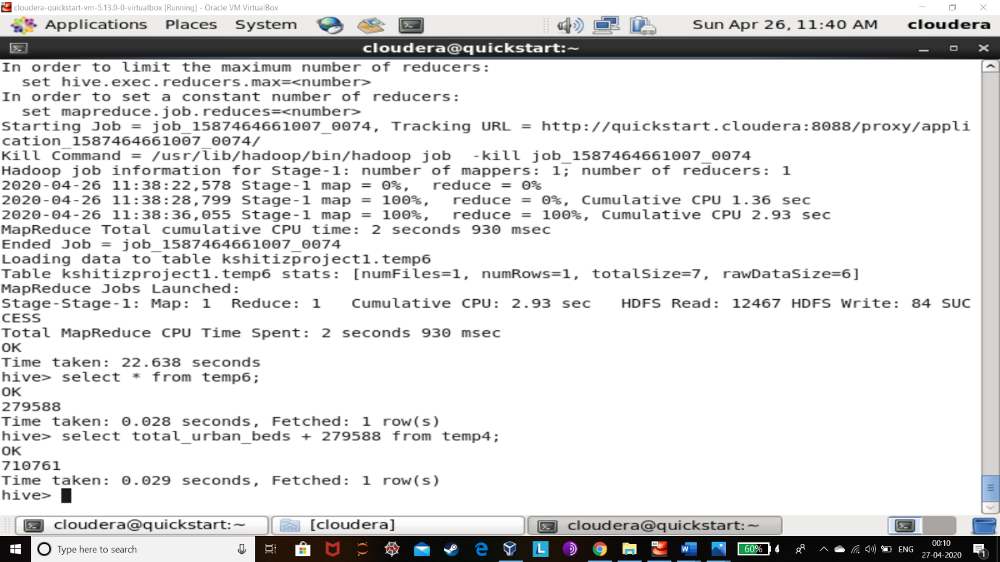 cloudera-quickstart-vm-5.13.0-0-virtualbox [Running] - Oracle VM VirtualBox
Applications Places System Sun Apr 26, 11:40 AM cloudera
cloudera@quickstart:~
In order to limit the maximum number of reducers:
  set hive.exec.reducers.max=<number>
In order to set a constant number of reducers:
  set mapreduce.job.reduces=<number>
Starting Job = job_1587464661007_0074, Tracking URL = http://quickstart.cloudera:8088/proxy/appli
cation_1587464661007_0074/
Kill Command = /usr/lib/hadoop/bin/hadoop job  -kill job_1587464661007_0074
Hadoop job information for Stage-1: number of mappers: 1; number of reducers: 1
2020-04-26 11:38:22,578 Stage-1 map = 0%,  reduce = 0%
2020-04-26 11:38:28,799 Stage-1 map = 100%,  reduce = 0%, Cumulative CPU 1.36 sec
2020-04-26 11:38:36,055 Stage-1 map = 100%,  reduce = 100%, Cumulative CPU 2.93 sec
MapReduce Total cumulative CPU time: 2 seconds 930 msec
Ended Job = job_1587464661007_0074
Loading data to table kshitizproject1.temp6
Table kshitizproject1.temp6 stats: [numFiles=1, numRows=1, totalSize=7, rawDataSize=6]
MapReduce Jobs Launched:
Stage-Stage-1: Map: 1  Reduce: 1   Cumulative CPU: 2.93 sec   HDFS Read: 12467 HDFS Write: 84 SUC
CESS
Total MapReduce CPU Time Spent: 2 seconds 930 msec
OK
Time taken: 22.638 seconds
hive> select * from temp6;
OK
279588
Time taken: 0.028 seconds, Fetched: 1 row(s)
hive> select total_urban_beds + 279588 from temp4;
OK
710761
Time taken: 0.029 seconds, Fetched: 1 row(s)
hive>
cloudera@quickstart:~ [cloudera] cloudera@quickstart:~
Type here to search 60% ENG 00:10
27-04-2020 1